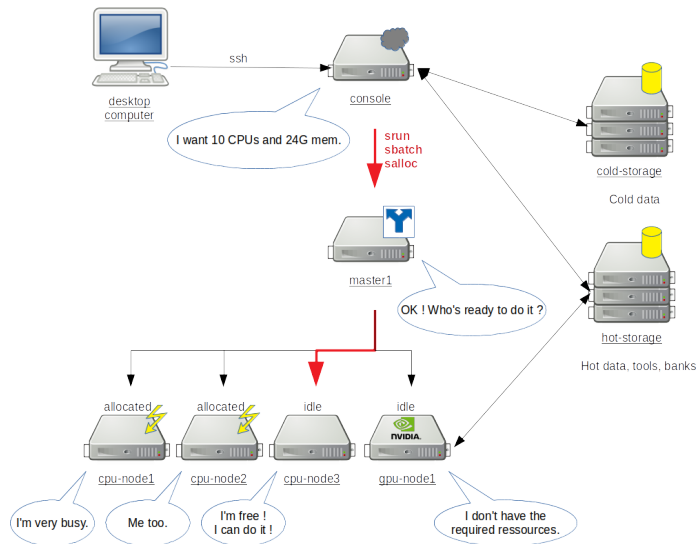 ssh
desktop
computer
console
I want 10 CPUs and 24G mem.
srun
sbatch
salloc
cold-storage
Cold data
master1
OK ! Who's ready to do it ?
hot-storage
Hot data, tools, banks
allocated
allocated
idle
idle
NVIDIA.
cpu-node1
cpu-node2
cpu-node3
gpu-node1
I'm very busy.
Me too.
I'm free !
I can do it !
I don't have the
required ressources.